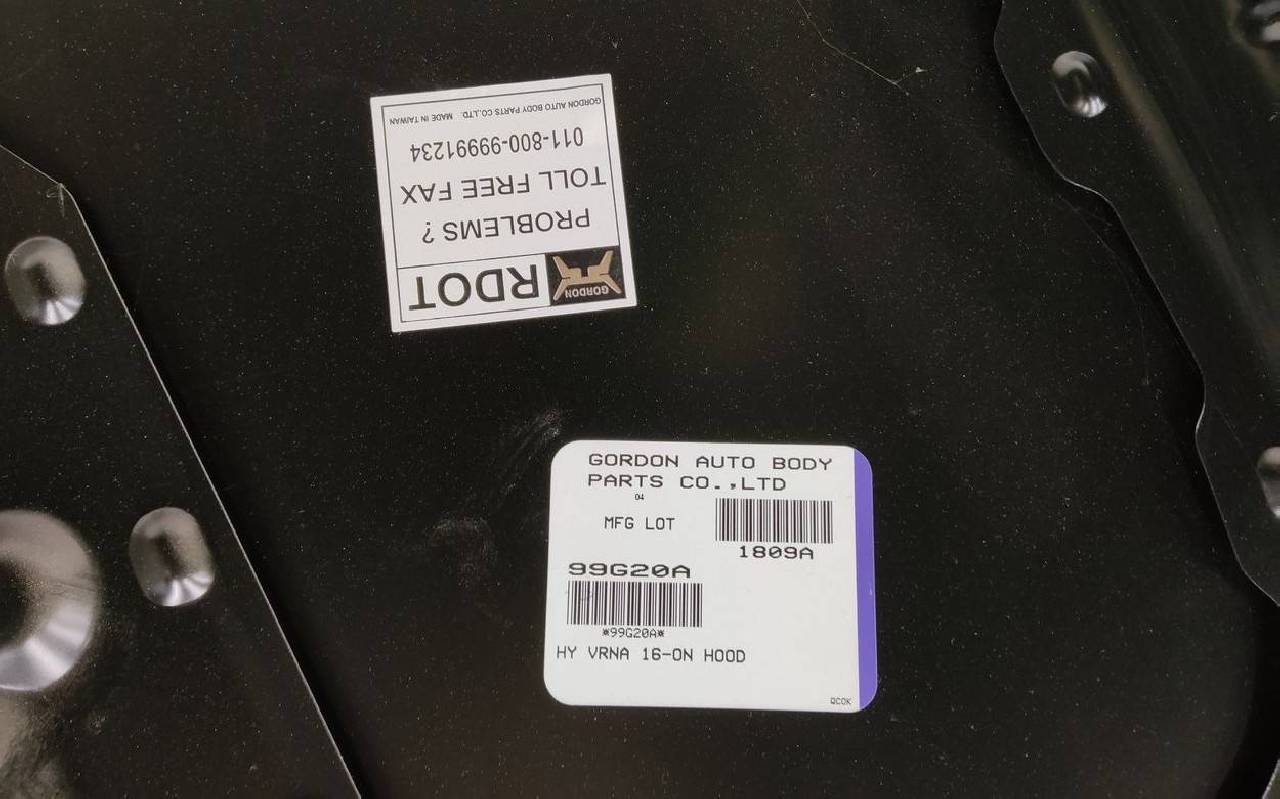 GORDON
RDOT
PROBLEMS ?
TOLL FREE FAX
011-800-99991234
GORDON AUTO BODY PARTS CO.,LTD. MADE IN TAIWAN
GORDON AUTO BODY
PARTS CO.,LTD
04
MFG LOT
1809A
99G20A
*99G20A*
HY VRNA 16-ON HOOD
QCOK